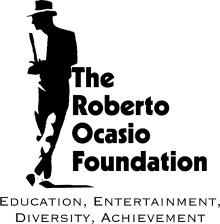 The
Roberto
Ocasio
Foundation
EDUCATION, ENTERTAINMENT,
DIVERSITY, ACHIEVEMENT